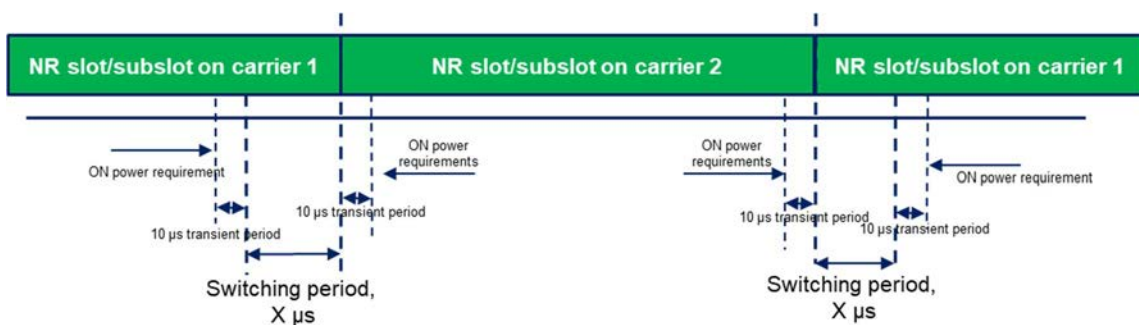 NR slot/subslot on carrier 1
NR slot/subslot on carrier 2
NR slot/subslot on carrier 1
ON power requirement
ON power
requirements
ON power
requirements
ON power requirement
10 µs transient period
10 µs transient period
10 µs transient period
10 µs transient period
Switching period,
X µs
Switching period,
X µs